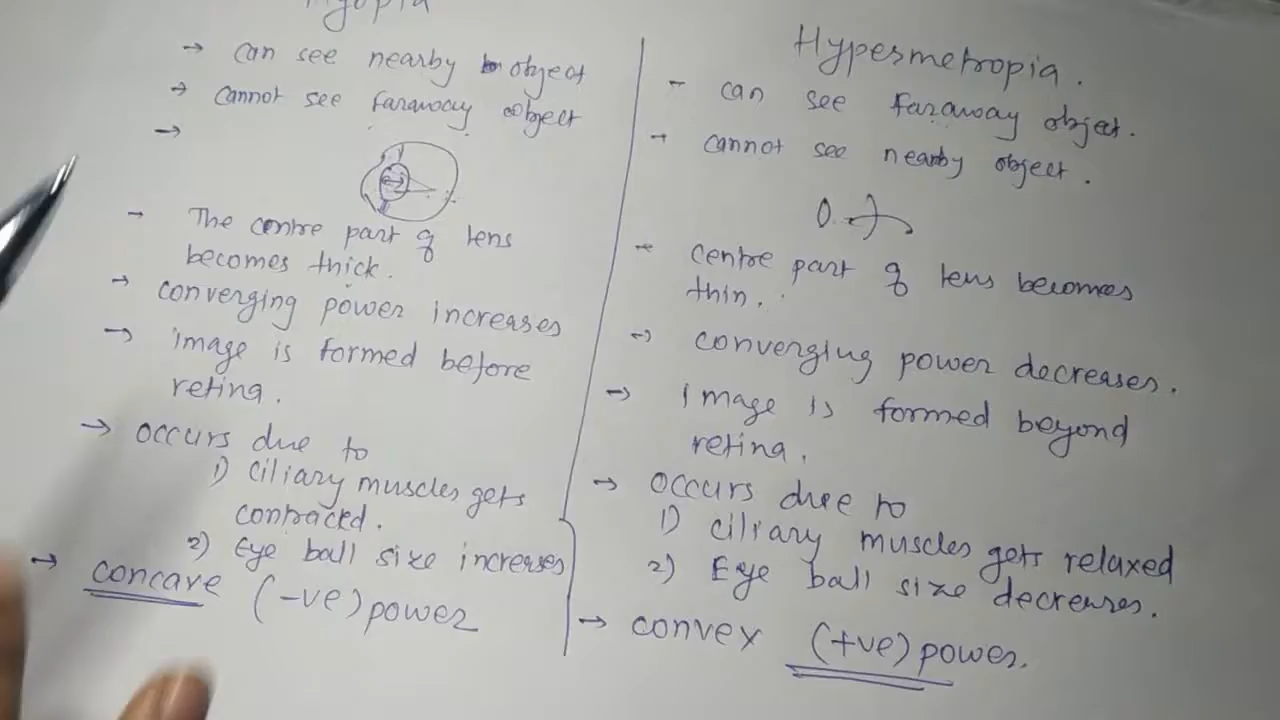 Myopia
→ can see nearby object
→ cannot see faraway object
→
- The centre part of lens
becomes thick.
→ converging power increases
→ image is formed before
retina.
→ occurs due to
1) ciliary muscles gets
contraced.
2) Eye ball size increases
→ concave (-ve) power
Hypesmetropia.
- can see faraway object.
→ cannot see nearby object.
- centre part of lens becomes
thin.
→ converging power decreases.
→ image is formed beyond
retina.
→ occurs due to
1) ciliary muscles gets relaxed
2) Eye ball size decreases.
→ convex (+ve) power.